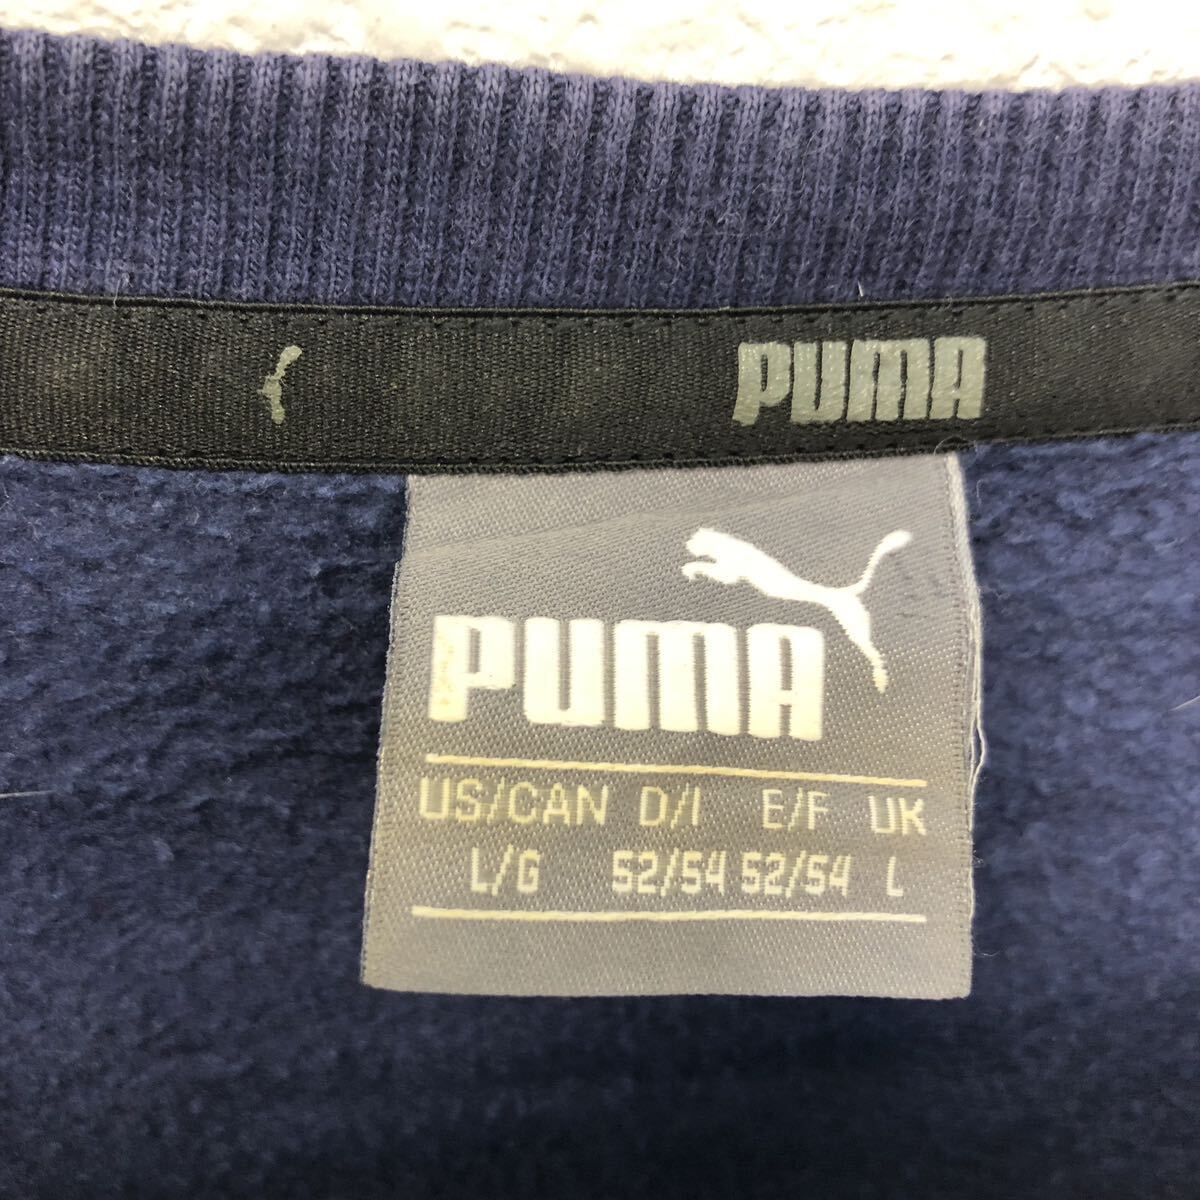 PUMA
PUMA
US/CAN D/I E/F UK
L/G 52/54 52/54 L